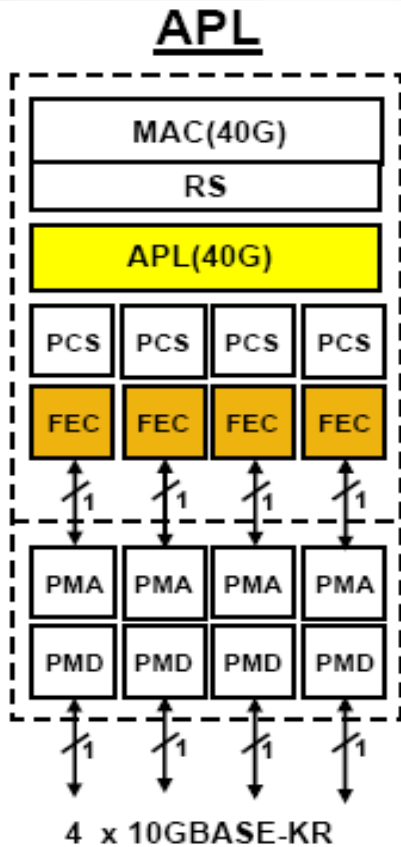 APL
MAC(40G)
RS
APL(40G)
PCS PCS PCS PCS
FEC FEC FEC FEC
1 1 1 1
PMA PMA PMA PMA
PMD PMD PMD PMD
1 1 1 1
4 x 10GBASE-KR